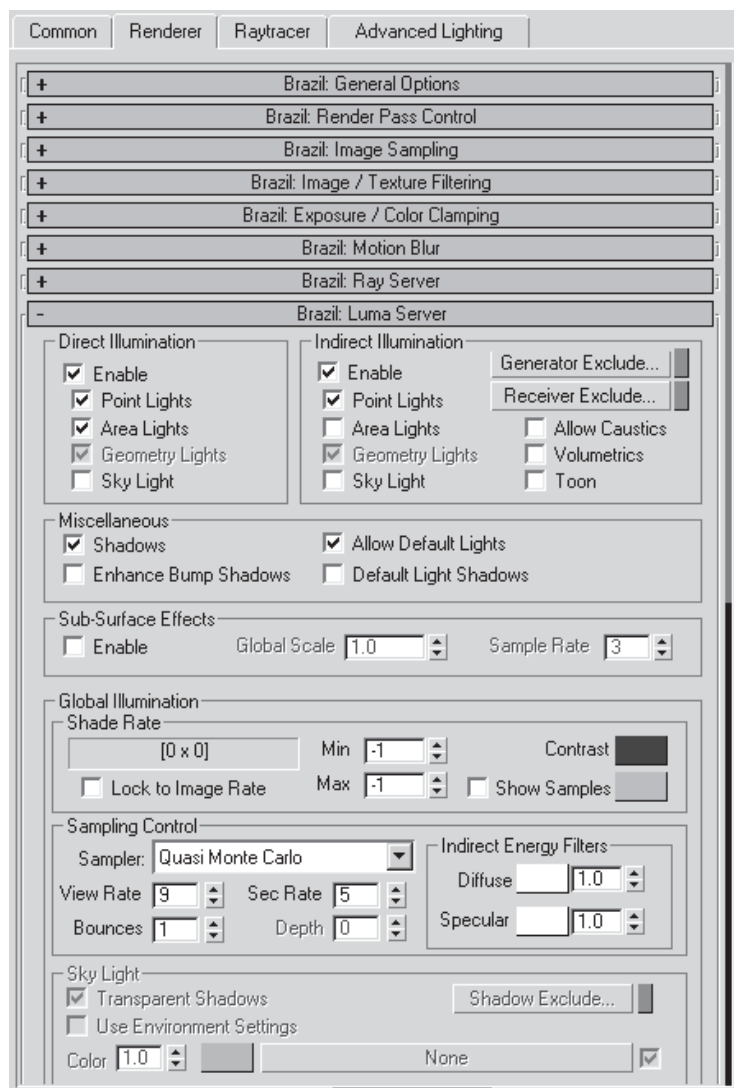 Common Renderer Raytracer Advanced Lighting
+ Brazil: General Options
+ Brazil: Render Pass Control
+ Brazil: Image Sampling
+ Brazil: Image / Texture Filtering
+ Brazil: Exposure / Color Clamping
+ Brazil: Motion Blur
+ Brazil: Ray Server
- Brazil: Luma Server
Direct Illumination
Enable
Point Lights
Area Lights
Geometry Lights
Sky Light
Indirect Illumination
Enable
Point Lights
Area Lights
Geometry Lights
Sky Light
Generator Exclude...
Receiver Exclude...
Allow Caustics
Volumetrics
Toon
Miscellaneous
Shadows Allow Default Lights
Enhance Bump Shadows Default Light Shadows
Sub-Surface Effects
Enable Global Scale 1.0 Sample Rate 3
Global Illumination
Shade Rate
[0 x 0] Min -1 Contrast
Lock to Image Rate Max -1 Show Samples
Sampling Control
Sampler: Quasi Monte Carlo
View Rate 9 Sec Rate 5
Bounces 1 Depth 0
Indirect Energy Filters
Diffuse 1.0
Specular 1.0
Sky Light
Transparent Shadows Shadow Exclude...
Use Environment Settings
Color 1.0 None